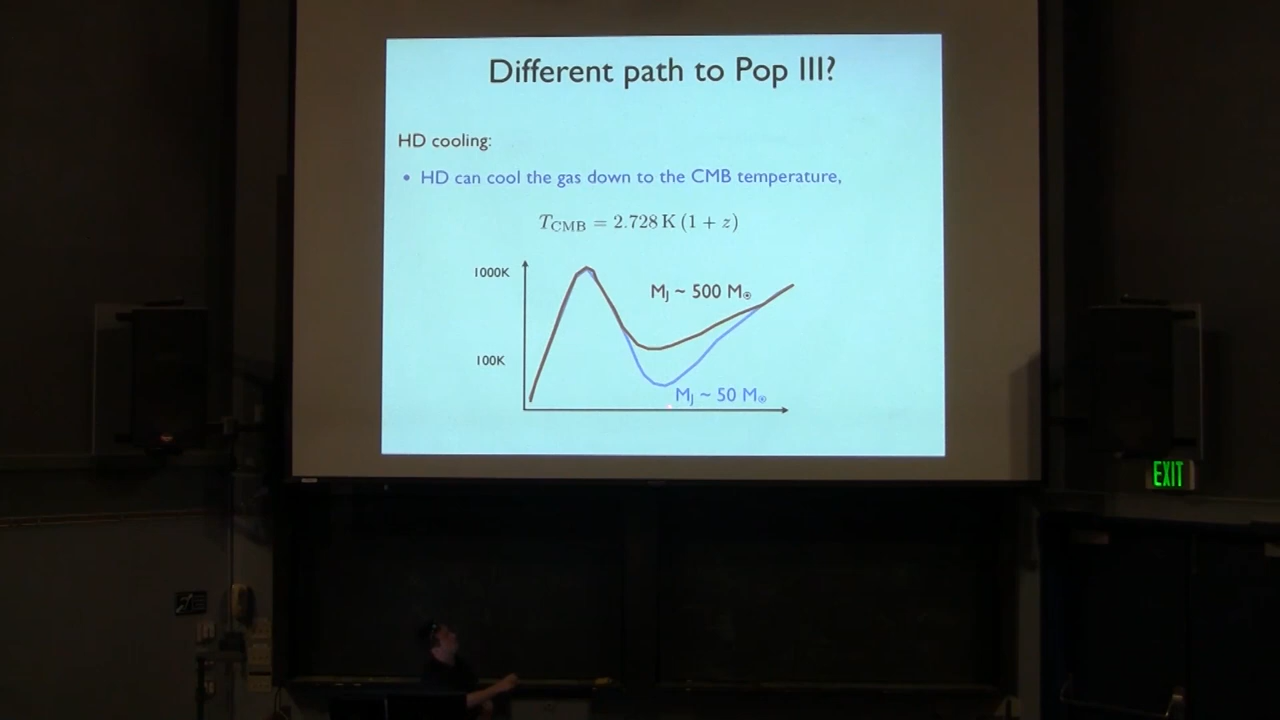 Different path to Pop III?
HD cooling:
• HD can cool the gas down to the CMB temperature,
T_CMB = 2.728 K (1 + z)
1000K
M_J ~ 500 M_☉
100K
M_J ~ 50 M_☉
EXIT